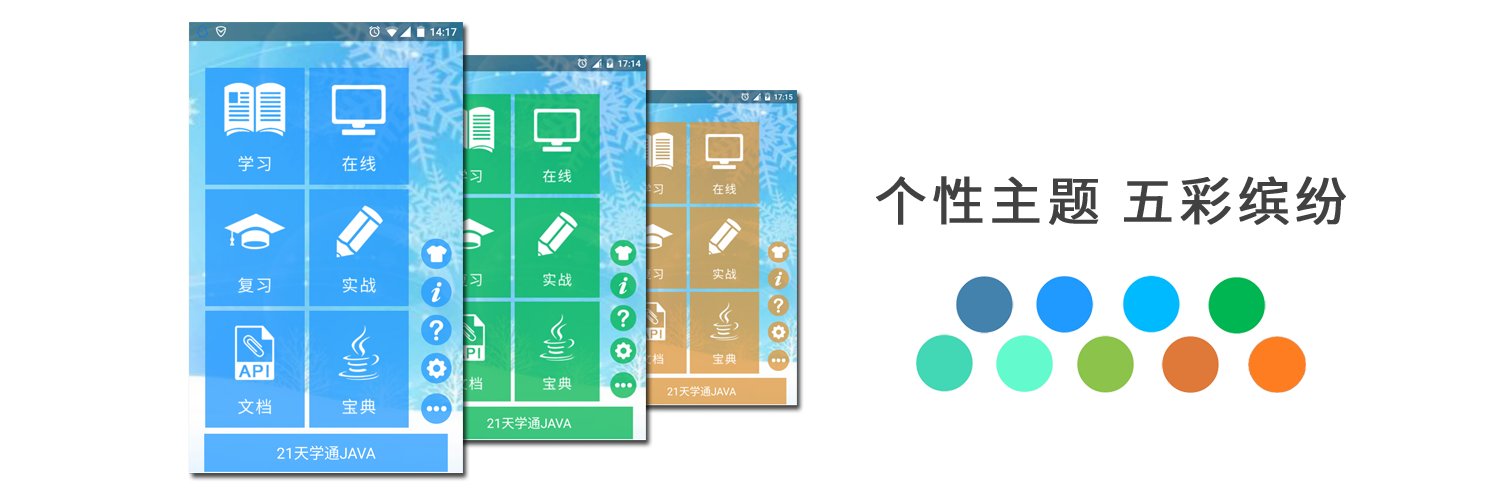 14:17
学习
在线
复习
实战
API
文档
宝典
21天学通JAVA
17:14
习
在线
习
实战
PI
文档
宝典
21天学通JAVA
17:15
习
在线
习
实战
PI
文档
宝典
21天学通JAVA
个性主题 五彩缤纷